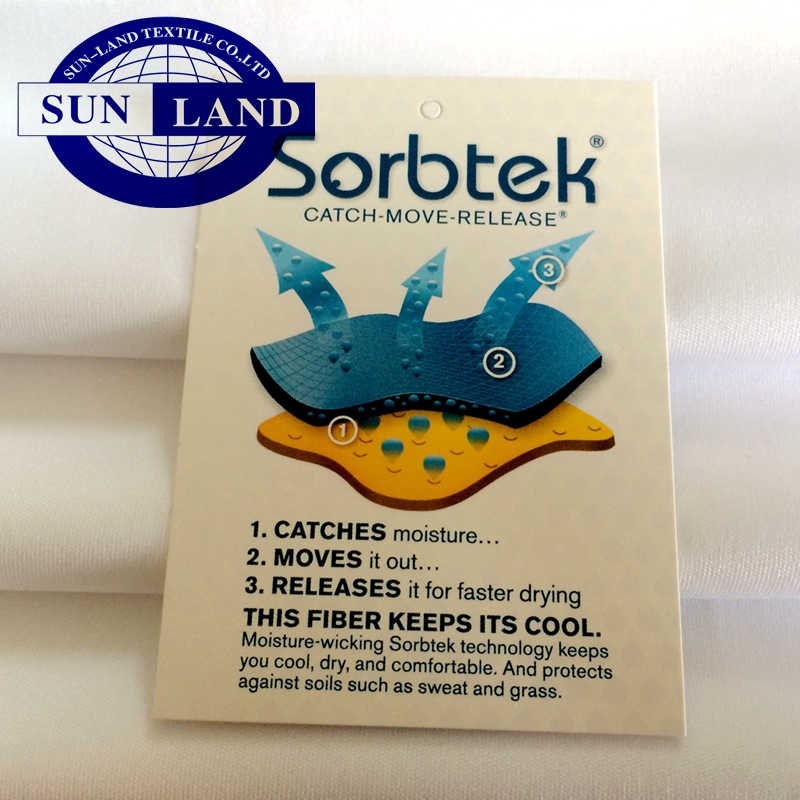 SUN-LAND TEXTILE CO.,LTD
SUN LAND
Sorbtek®
CATCH-MOVE-RELEASE®
3
2
1
1. CATCHES moisture...
2. MOVES it out...
3. RELEASES it for faster drying
THIS FIBER KEEPS ITS COOL.
Moisture-wicking Sorbtek technology keeps
you cool, dry, and comfortable. And protects
against soils such as sweat and grass.